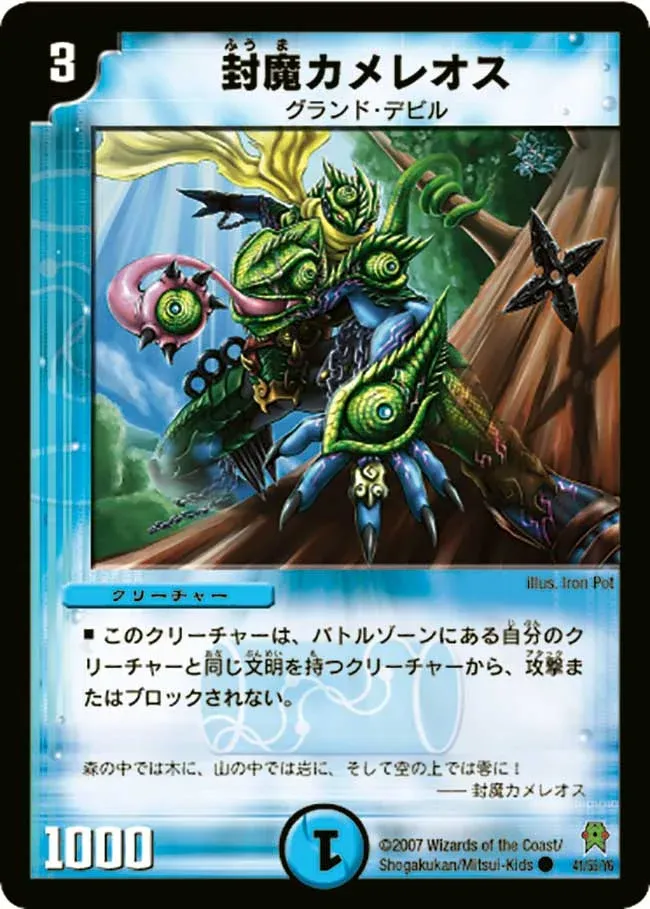 3
ふう ま
封魔カメレオス
グランド・デビル
illus. Iron Pot
クリーチャー
■ このクリーチャーは、バトルゾーンにある自分のク
リーチャーと同じ文明を持つクリーチャーから、攻撃ま
たはブロックされない。
森の中では木に、山の中では岩に、そして空の上では雫に！
―― 封魔カメレオス
1000
©2007 Wizards of the Coast/
Shogakukan/Mitsui-Kids
41/55 Y6